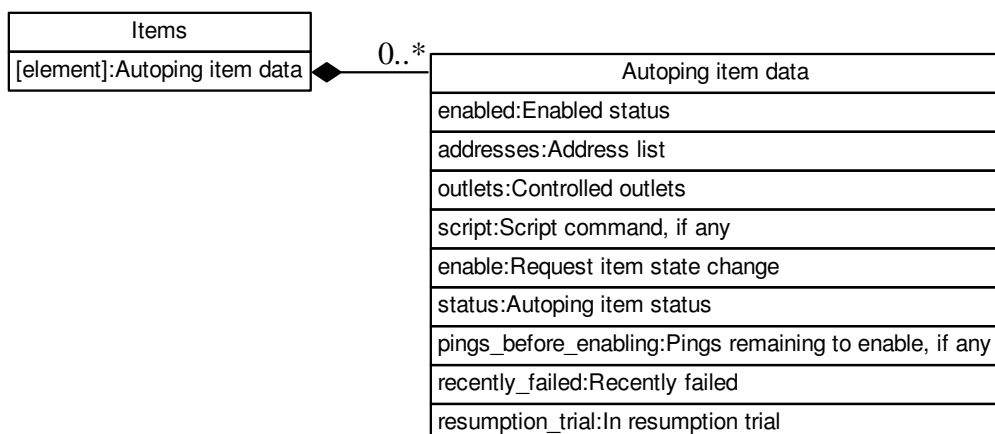 Items
[element]:Autoping item data
0..*
Autoping item data
enabled:Enabled status
addresses:Address list
outlets:Controlled outlets
script:Script command, if any
enable:Request item state change
status:Autoping item status
pings_before_enabling:Pings remaining to enable, if any
recently_failed:Recently failed
resumption_trial:In resumption trial